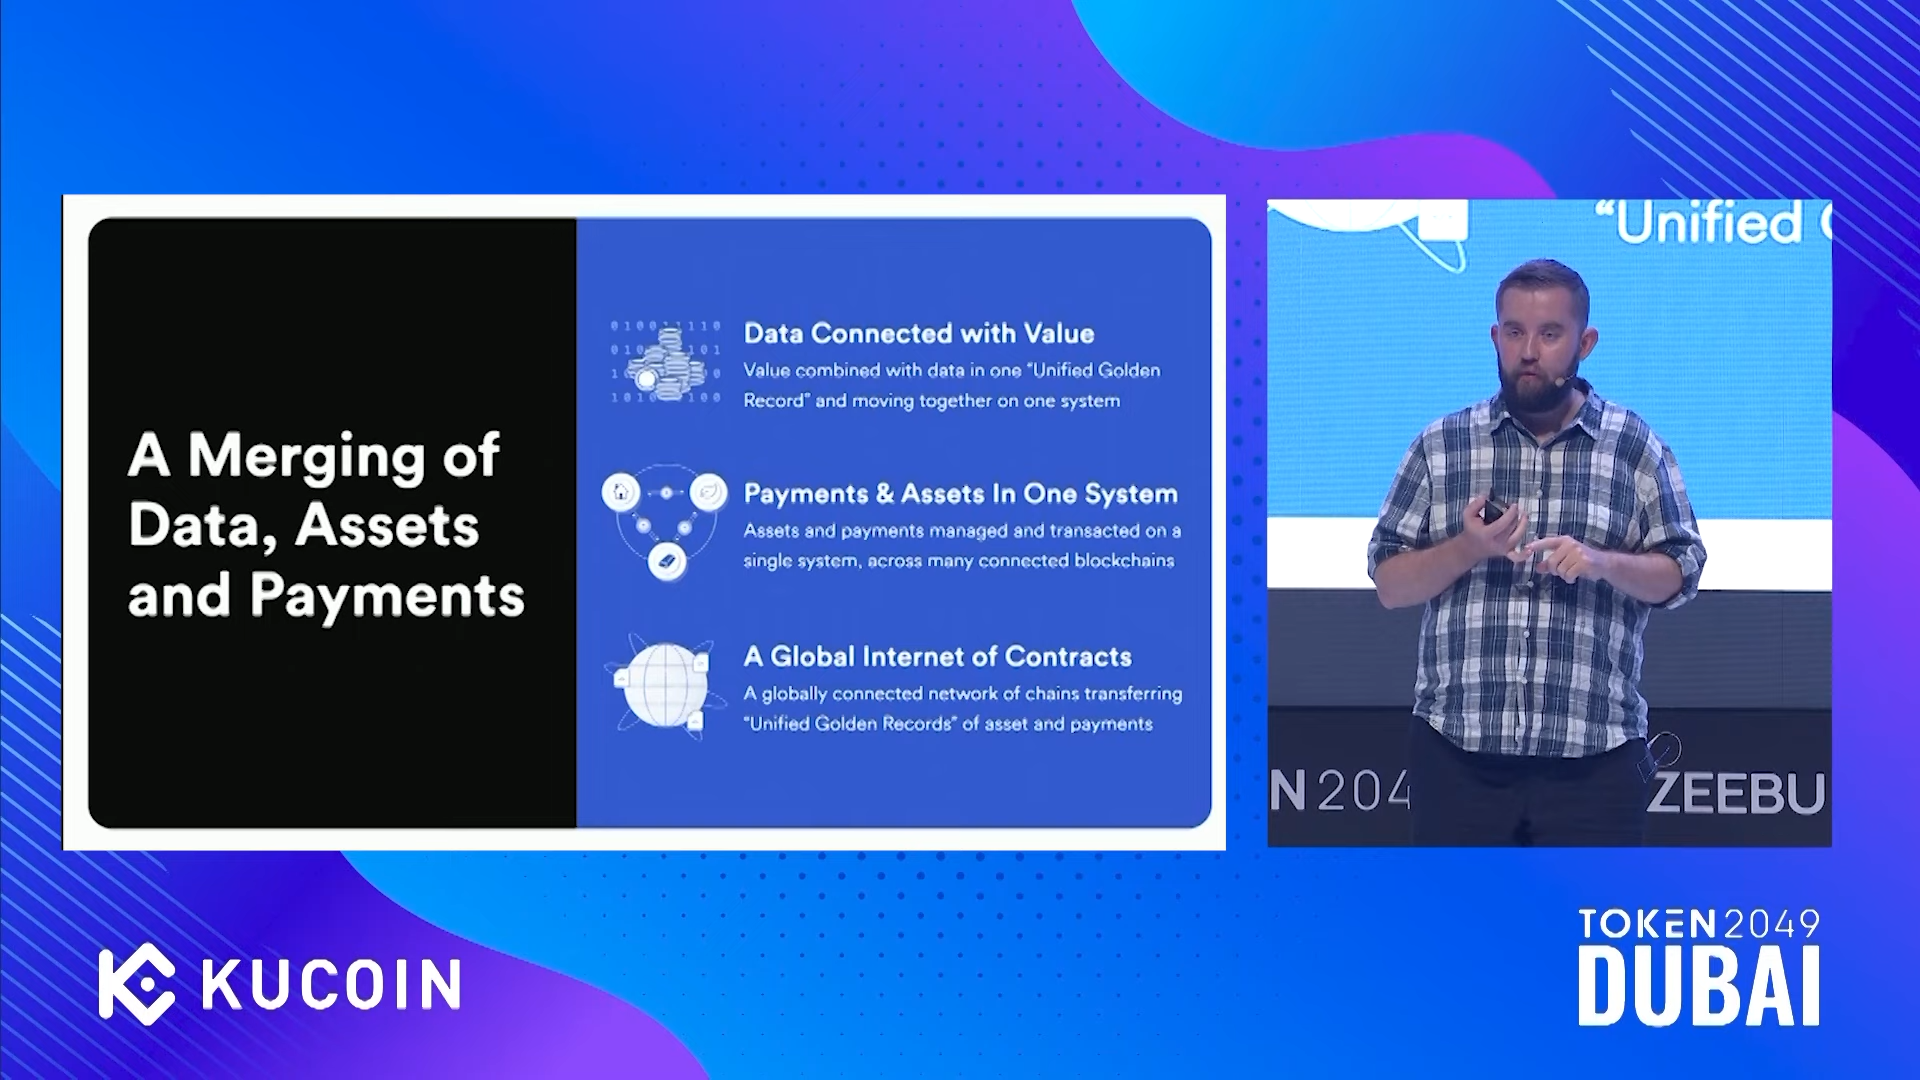 A Merging of
Data, Assets
and Payments
Data Connected with Value
Value combined with data in one “Unified Golden
Record” and moving together on one system
Payments & Assets In One System
Assets and payments managed and transacted on a
single system, across many connected blockchains
A Global Internet of Contracts
A globally connected network of chains transferring
“Unified Golden Records” of asset and payments
“Unified
N 204
ZEEBU
KUCOIN
TOKEN2049
DUBAI